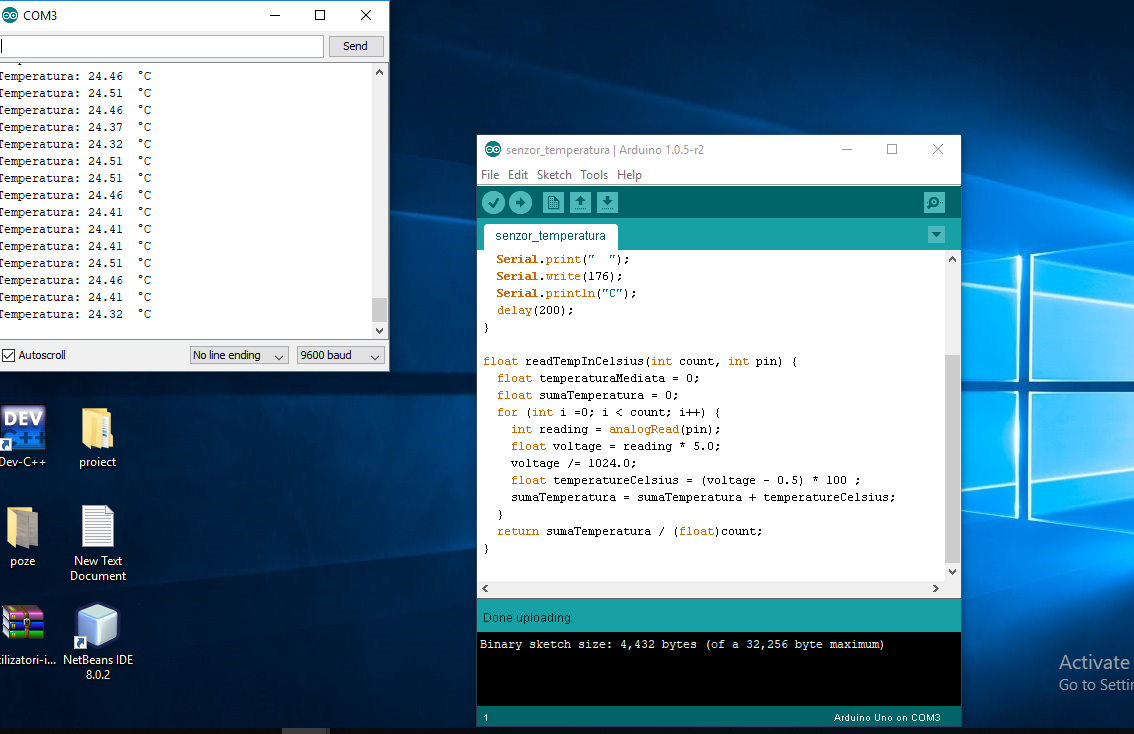 COM3
Send
Temperatura: 24.46  °C
Temperatura: 24.51  °C
Temperatura: 24.46  °C
Temperatura: 24.37  °C
Temperatura: 24.32  °C
Temperatura: 24.51  °C
Temperatura: 24.51  °C
Temperatura: 24.46  °C
Temperatura: 24.41  °C
Temperatura: 24.41  °C
Temperatura: 24.41  °C
Temperatura: 24.51  °C
Temperatura: 24.46  °C
Temperatura: 24.41  °C
Temperatura: 24.32  °C
Autoscroll
No line ending
9600 baud
senzor_temperatura | Arduino 1.0.5-r2
File Edit Sketch Tools Help
senzor_temperatura
  Serial.print("  ");
  Serial.write(176);
  Serial.println("C");
  delay(200);
}
float readTempInCelsius(int count, int pin) {
  float temperaturaMediata = 0;
  float sumaTemperatura = 0;
  for (int i =0; i < count; i++) {
    int reading = analogRead(pin);
    float voltage = reading * 5.0;
    voltage /= 1024.0;
    float temperatureCelsius = (voltage - 0.5) * 100 ;
    sumaTemperatura = sumaTemperatura + temperatureCelsius;
  }
  return sumaTemperatura / (float)count;
}
Done uploading.
Binary sketch size: 4,432 bytes (of a 32,256 byte maximum)
1
Arduino Uno on COM3
DEV
Dev-C++
proiect
poze
New Text
Document
ilizatori-i...
NetBeans IDE
8.0.2
Activate
Go to Settin